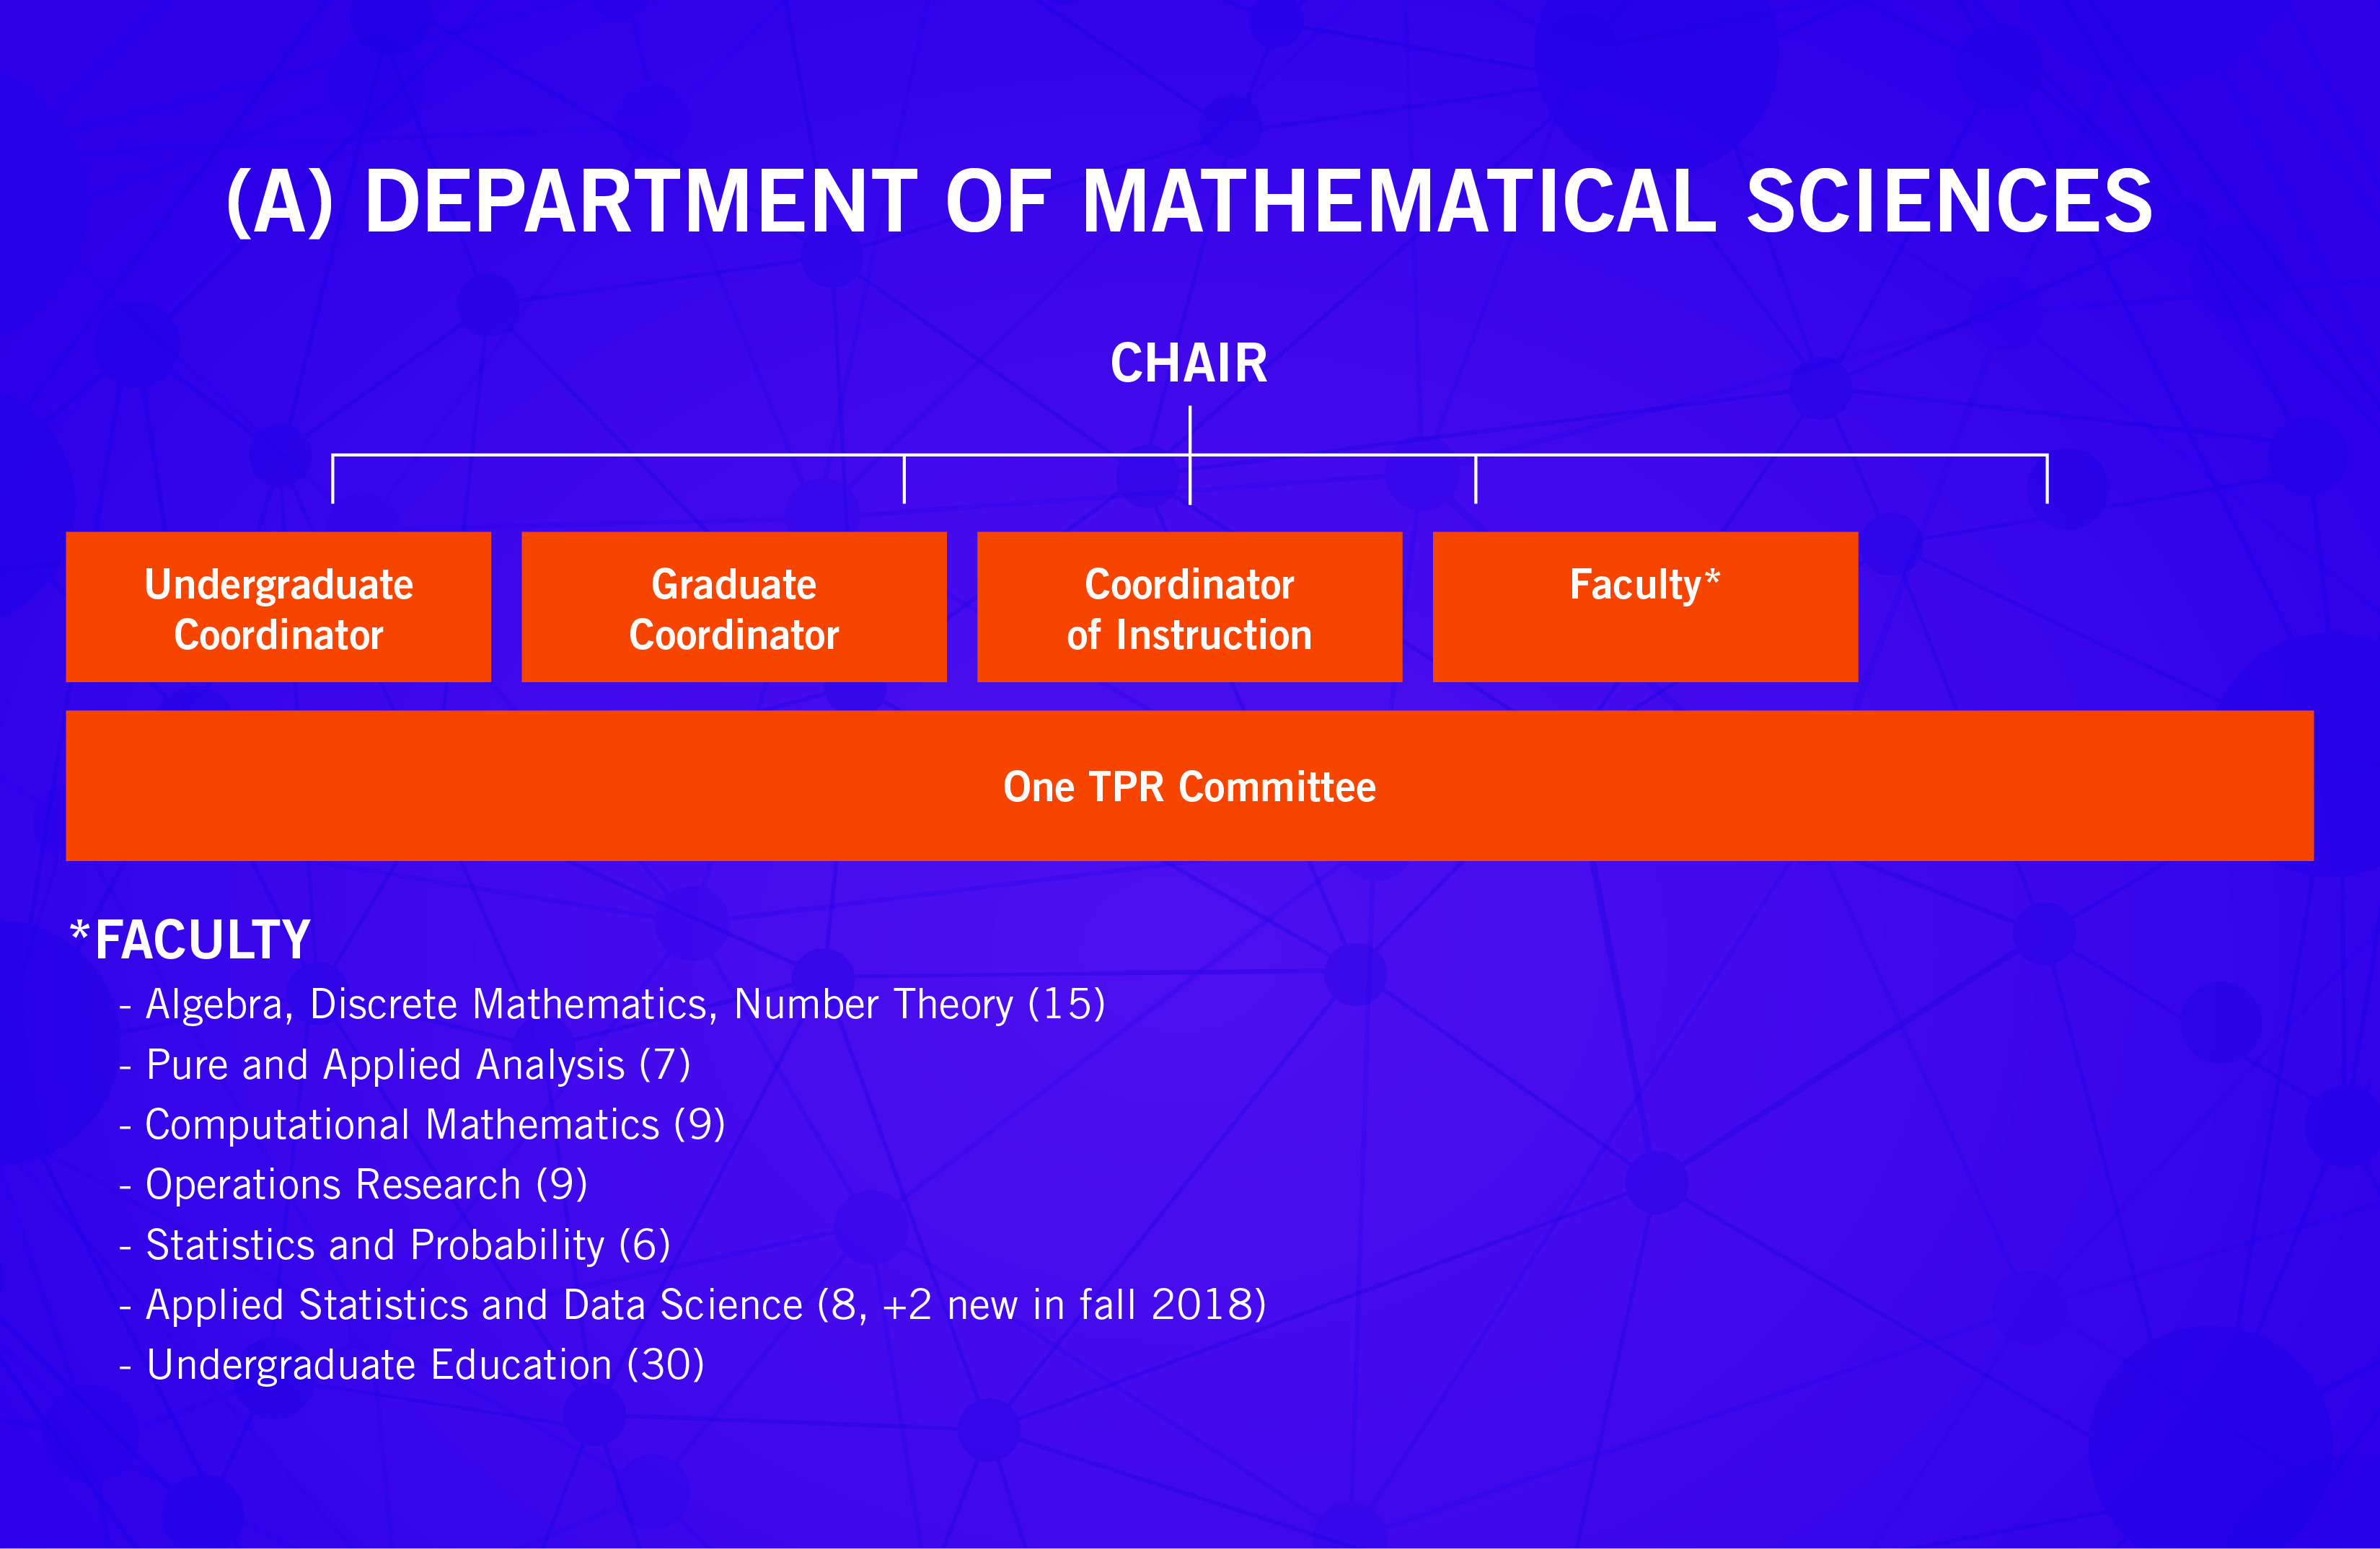 (A) DEPARTMENT OF MATHEMATICAL SCIENCES
CHAIR
Undergraduate
Coordinator
Graduate
Coordinator
Coordinator
of Instruction
Faculty*
One TPR Committee
*FACULTY
- Algebra, Discrete Mathematics, Number Theory (15)
- Pure and Applied Analysis (7)
- Computational Mathematics (9)
- Operations Research (9)
- Statistics and Probability (6)
- Applied Statistics and Data Science (8, +2 new in fall 2018)
- Undergraduate Education (30)